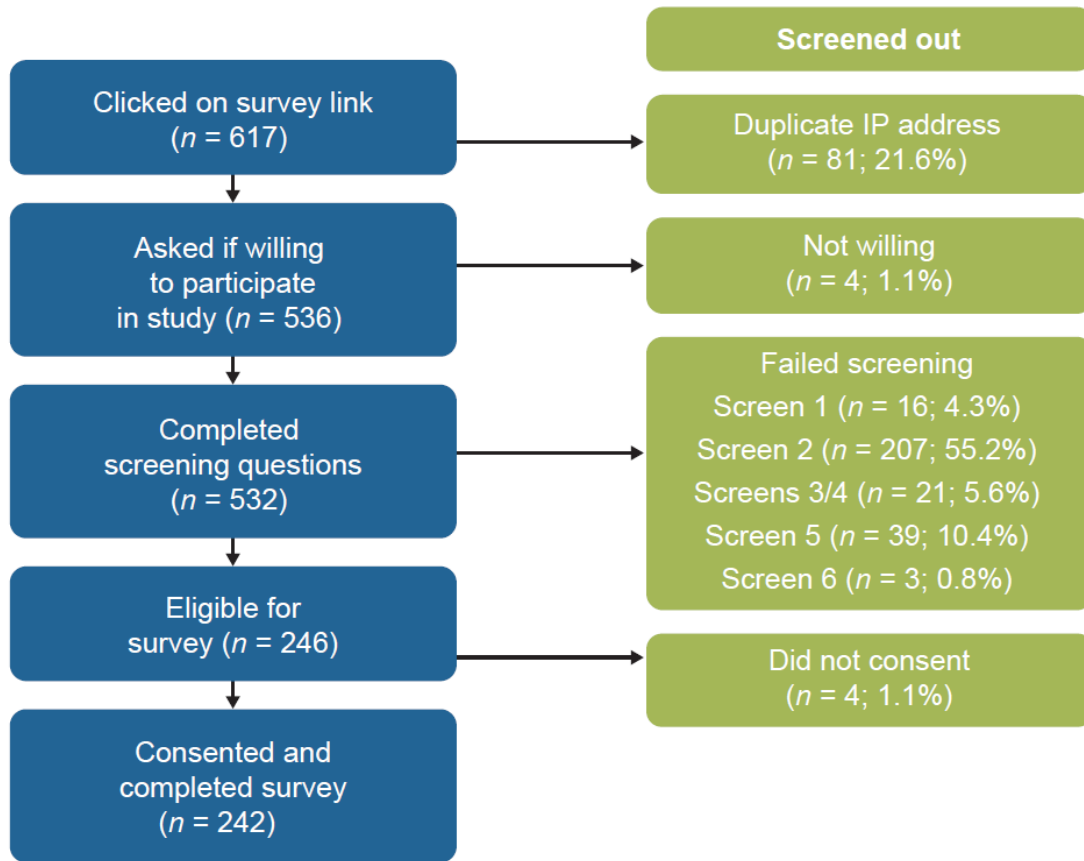 Screened out
Clicked on survey link
(n = 617)
Duplicate IP address
(n = 81; 21.6%)
Asked if willing
to participate
in study (n = 536)
Not willing
(n = 4; 1.1%)
Completed
screening questions
(n = 532)
Failed screening
Screen 1 (n = 16; 4.3%)
Screen 2 (n = 207; 55.2%)
Screens 3/4 (n = 21; 5.6%)
Screen 5 (n = 39; 10.4%)
Screen 6 (n = 3; 0.8%)
Eligible for
survey (n = 246)
Did not consent
(n = 4; 1.1%)
Consented and
completed survey
(n = 242)